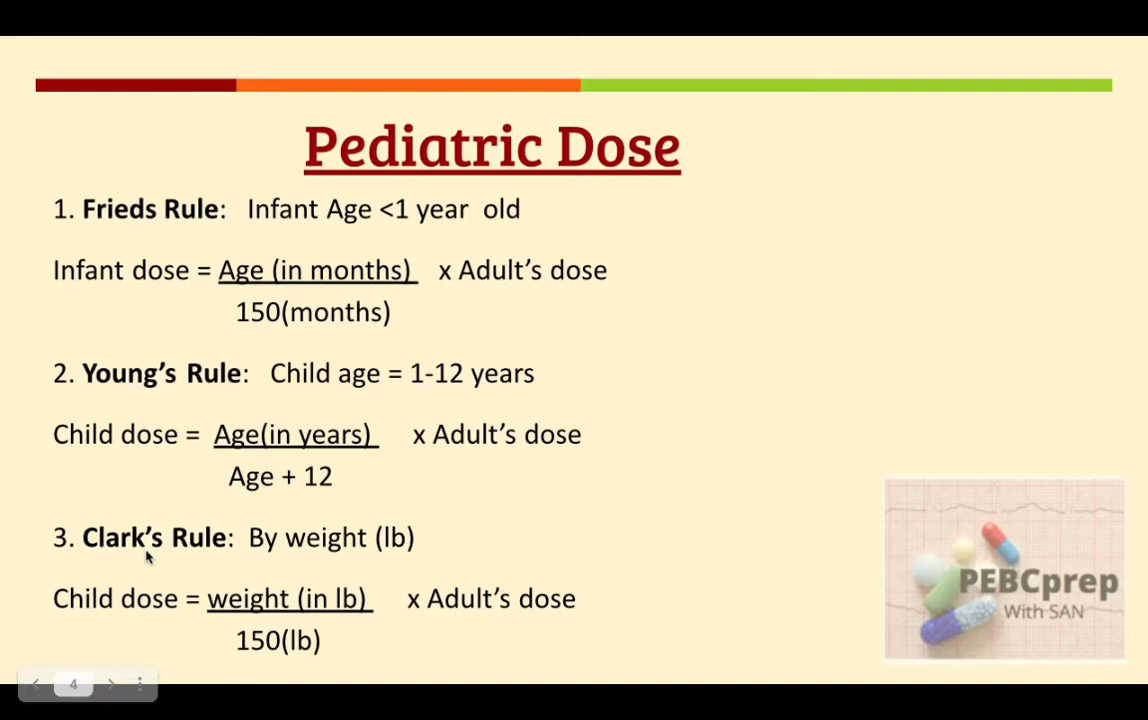 Pediatric Dose
1. Frieds Rule: Infant Age <1 year old
Infant dose = Age (in months) x Adult’s dose
150(months)
2. Young’s Rule: Child age = 1-12 years
Child dose = Age(in years) x Adult’s dose
Age + 12
3. Clark’s Rule: By weight (lb)
Child dose = weight (in lb) x Adult’s dose
150(lb)
PEBCprep
With SAN
4